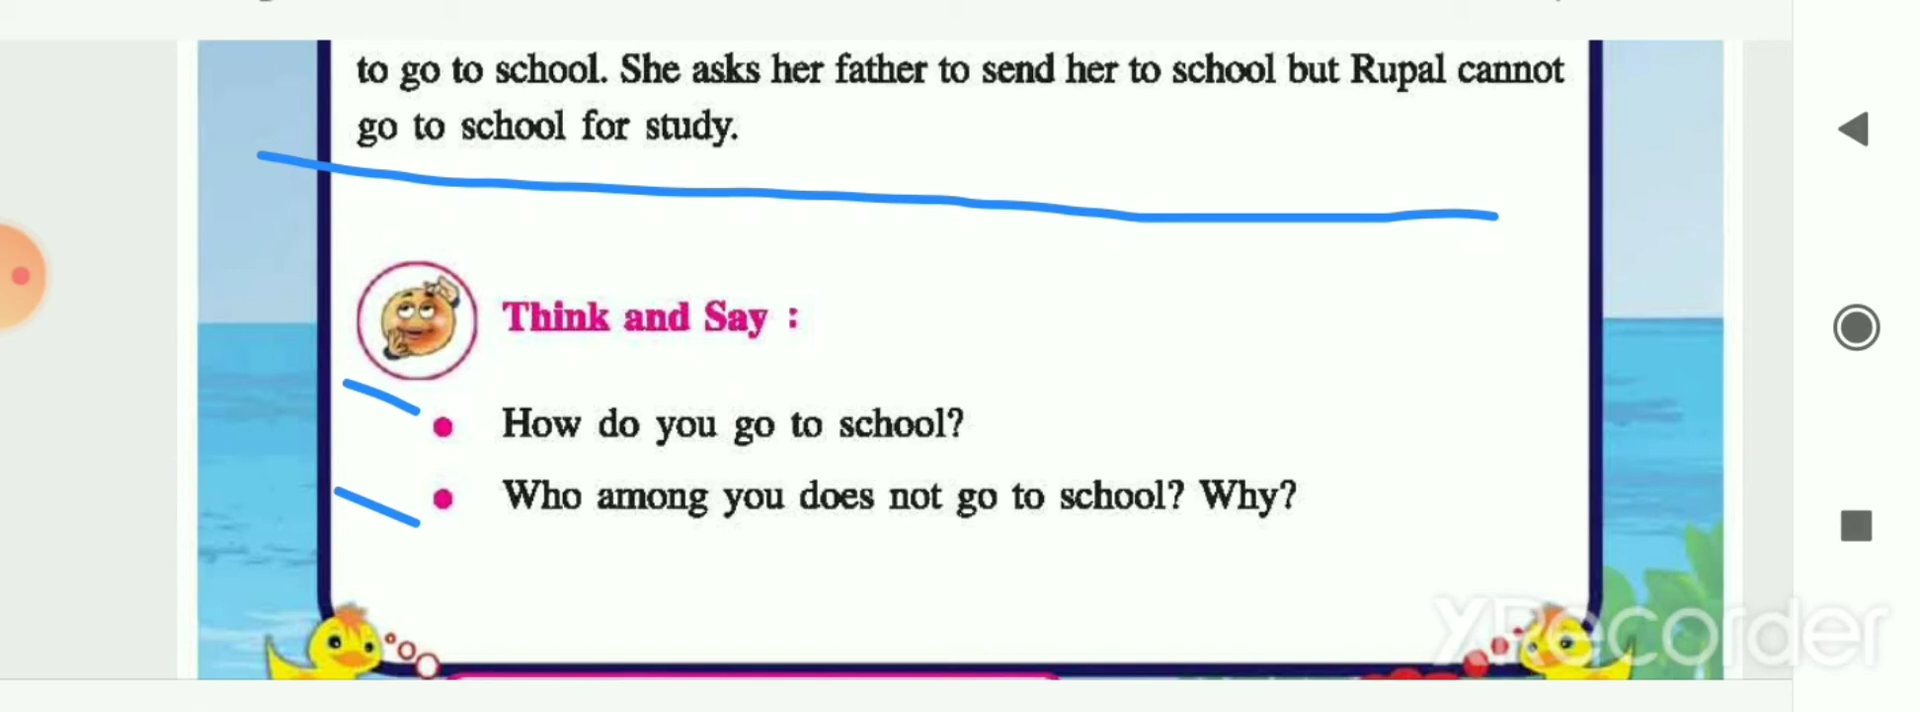 to go to school. She asks her father to send her to school but Rupal cannot
go to school for study.
Think and Say :
• How do you go to school?
• Who among you does not go to school? Why?
XRecorder